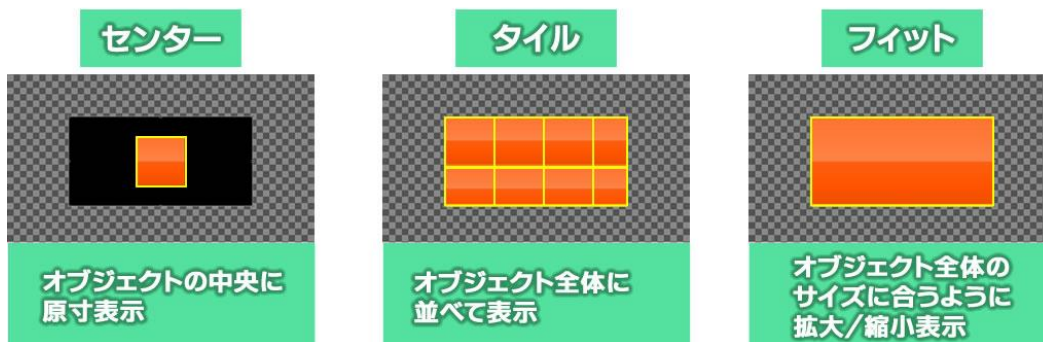 センター
オブジェクトの中央に
原寸表示
タイル
オブジェクト全体に
並べて表示
フィット
オブジェクト全体の
サイズに合うように
拡大/縮小表示